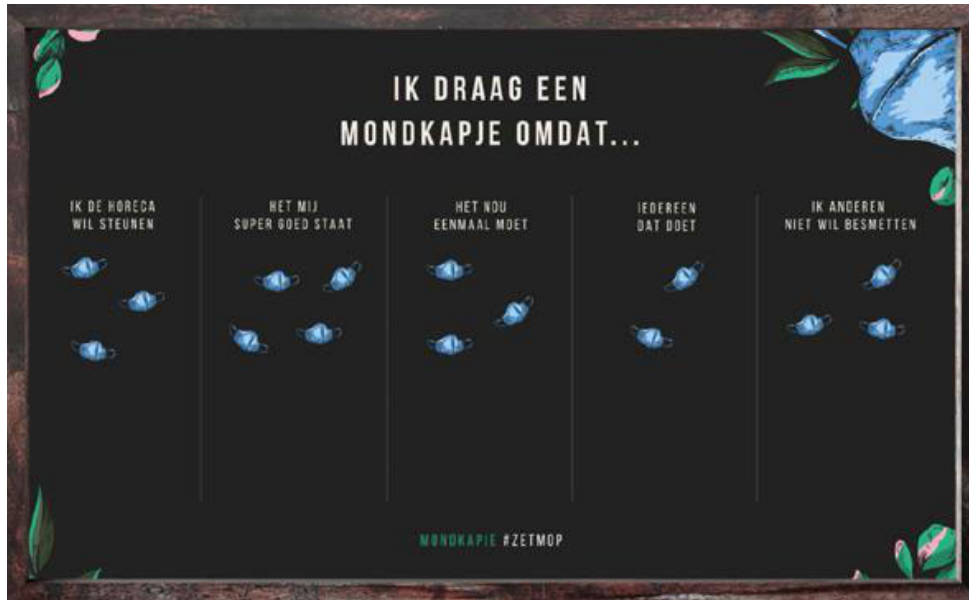 IK DRAAG EEN
MONDKAPJE OMDAT...
IK DE HORECA
WIL STEUNEN
HET MIJ
SUPER GOED STAAT
HET NOU
EENMAAL MOET
IEDEREEN
DAT DOET
IK ANDEREN
NIET WIL BESMETTEN
MONDKAPJE #ZETMOP